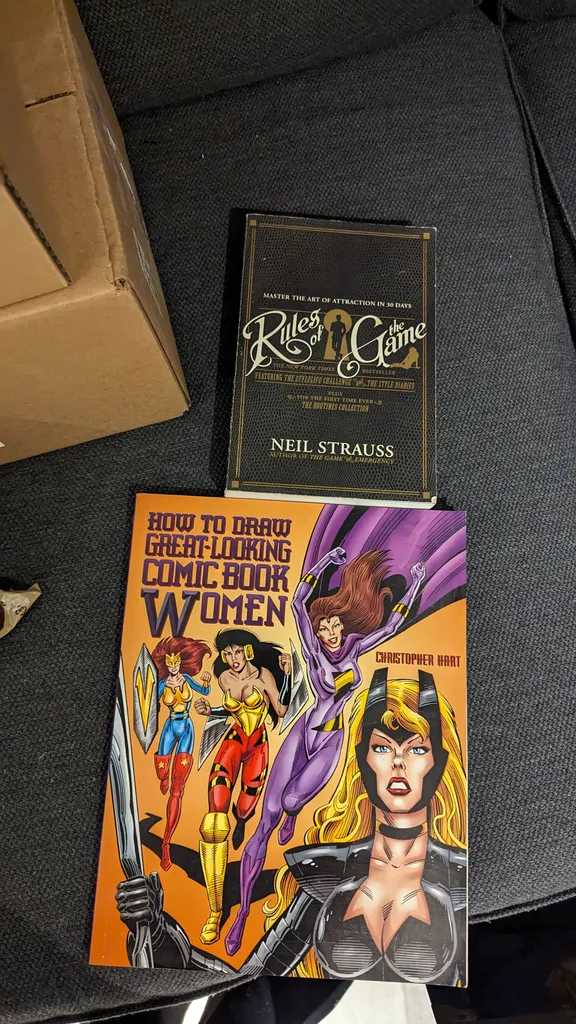 MASTER THE ART OF ATTRACTION IN 30 DAYS
Rules of the Game
THE NEW YORK TIMES BESTSELLER
FEATURING THE STYLELIFE CHALLENGE and THE STYLE DIARIES
PLUS
FOR THE FIRST TIME EVER
THE ROUTINES COLLECTION
NEIL STRAUSS
AUTHOR OF THE GAME and EMERGENCY
HOW TO DRAW
GREAT-LOOKING
COMIC BOOK
WOMEN
CHRISTOPHER HART